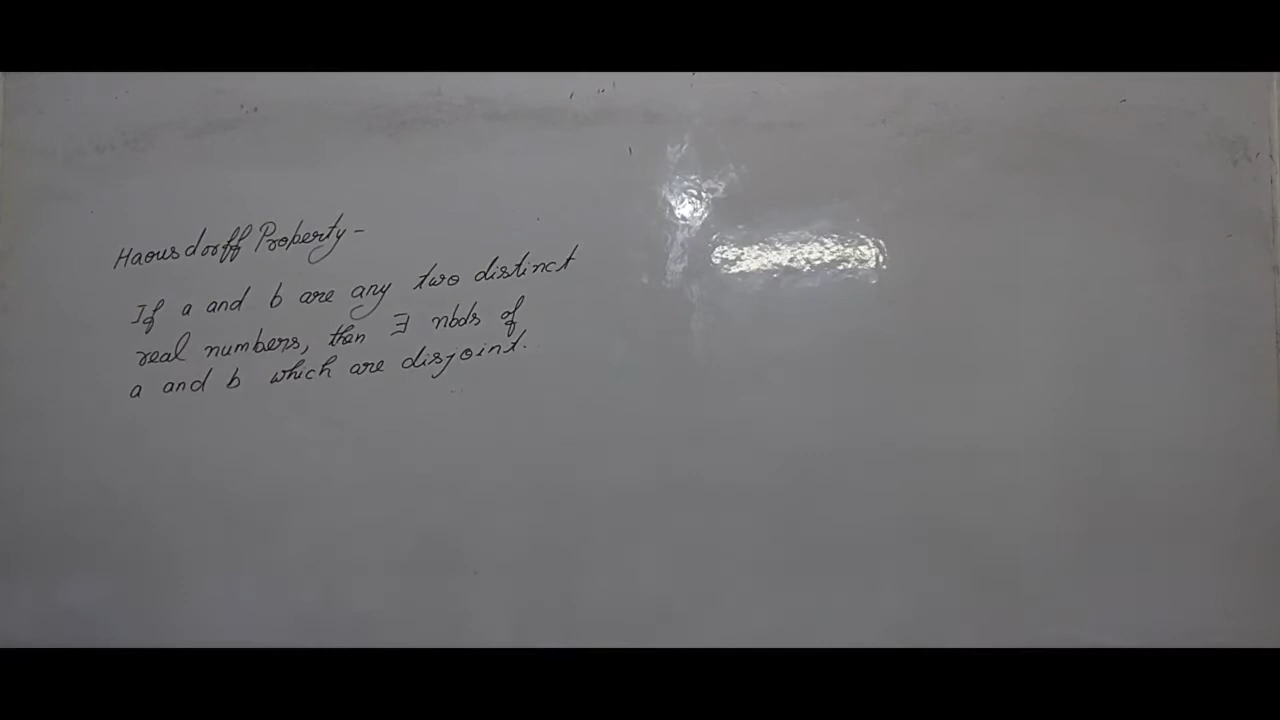 Haousdorff Property -
If a and b are any two distinct
real numbers, then ∃ nbds of
a and b which are disjoint.